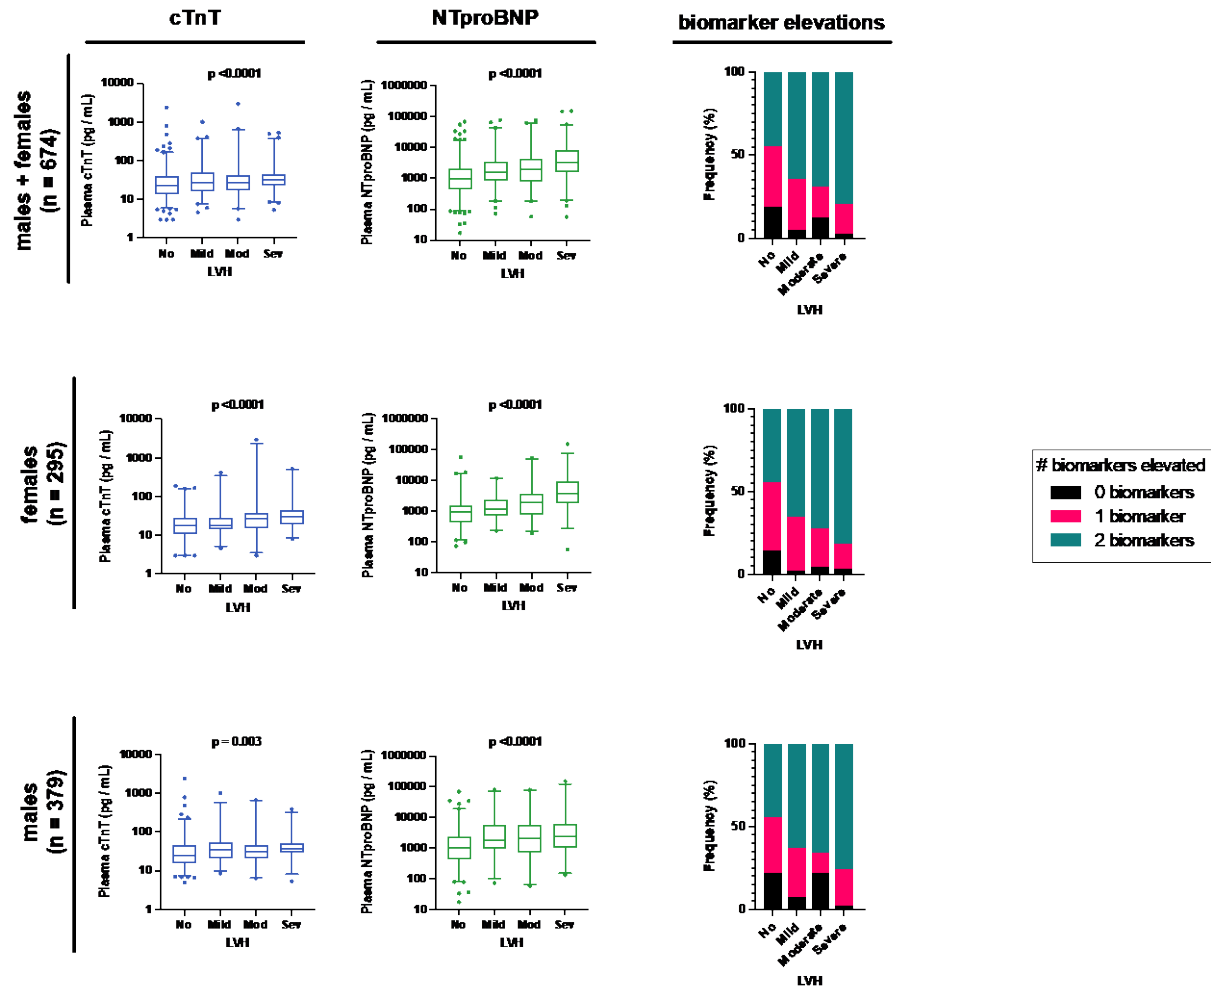 cTnT
NTproBNP
biomarker elevations
males + females
(n = 674)
p <0.0001
Plasma cTnT (pg / mL)
10000
1000
100
10
1
No Mild Mod Sev
LVH
p <0.0001
Plasma NTproBNP (pg / mL)
1000000
100000
10000
1000
100
10
No Mild Mod Sev
LVH
Frequency (%)
100
50
0
No Mild Moderate Severe
LVH
females
(n = 295)
p <0.0001
Plasma cTnT (pg / mL)
10000
1000
100
10
1
No Mild Mod Sev
LVH
p <0.0001
Plasma NTproBNP (pg / mL)
1000000
100000
10000
1000
100
10
No Mild Mod Sev
LVH
Frequency (%)
100
50
0
No Mild Moderate Severe
LVH
# biomarkers elevated
0 biomarkers
1 biomarker
2 biomarkers
males
(n = 379)
p = 0.003
Plasma cTnT (pg / mL)
10000
1000
100
10
1
No Mild Mod Sev
LVH
p <0.0001
Plasma NTproBNP (pg / mL)
1000000
100000
10000
1000
100
10
No Mild Mod Sev
LVH
Frequency (%)
100
50
0
No Mild Moderate Severe
LVH